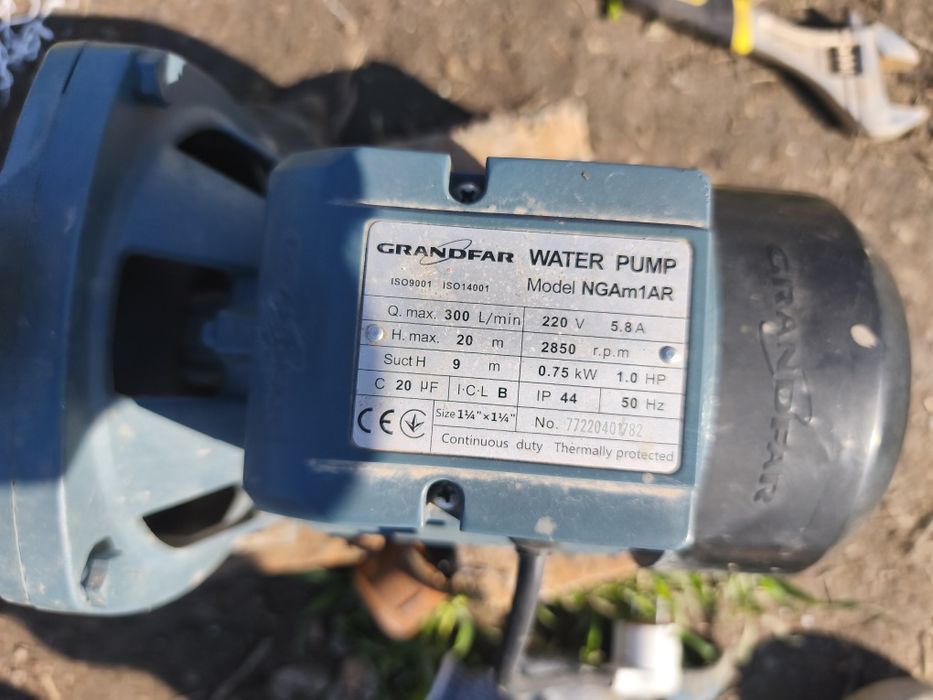 GRANDFAR WATER PUMP
ISO9001 ISO14001 Model NGAm1AR
Q. max. 300 L/min 220 V 5.8 A
H. max. 20 m 2850 r.p.m
Suct H 9 m 0.75 kW 1.0 HP
C 20 µF I·C·L B IP 44 50 Hz
CE Size 1¼"×1¼" No. 77220401782
Continuous duty Thermally protected
GRANDFAR